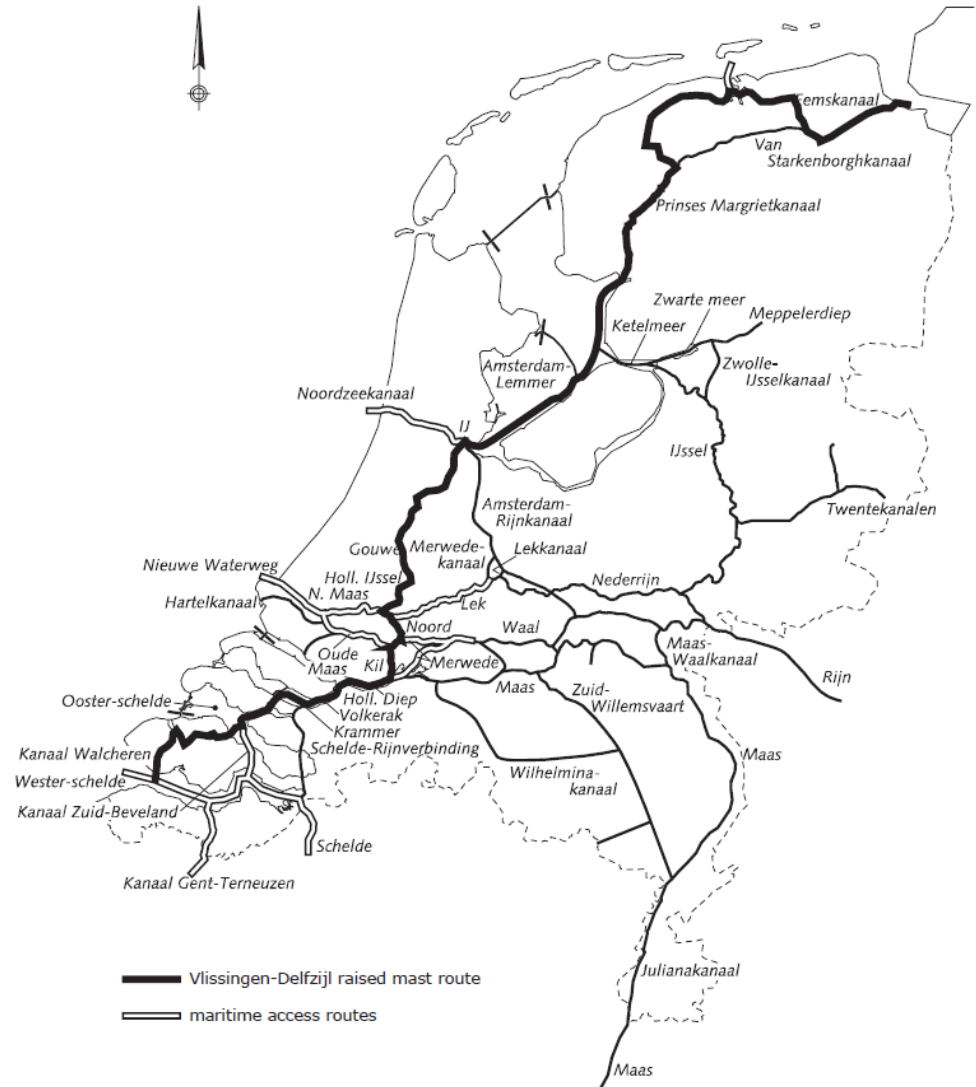 Eemskanaal
Van
Starkenborghkanaal
Prinses Margrietkanaal
Zwarte meer
Meppelerdiep
Ketelmeer
Amsterdam-
Lemmer
Zwolle-
IJsselkanaal
Noordzeekanaal
IJ
IJssel
Amsterdam-
Rijnkanaal
Twentekanalen
Gouwe
Merwede-
kanaal
Lekkanaal
Nieuwe Waterweg
Holl. IJssel
N. Maas
Nederrijn
Hartelkanaal
Lek
Noord
Waal
Oude
Maas
Kil
Merwede
Maas-
Waalkanaal
Rijn
Maas
Holl. Diep
Zuid-
Willemsvaart
Ooster-schelde
Volkerak
Krammer
Schelde-Rijnverbinding
Kanaal Walcheren
Maas
Wester-schelde
Wilhelmina-
kanaal
Kanaal Zuid-Beveland
Schelde
Kanaal Gent-Terneuzen
Julianakanaal
Vlissingen-Delfzijl raised mast route
maritime access routes
Maas